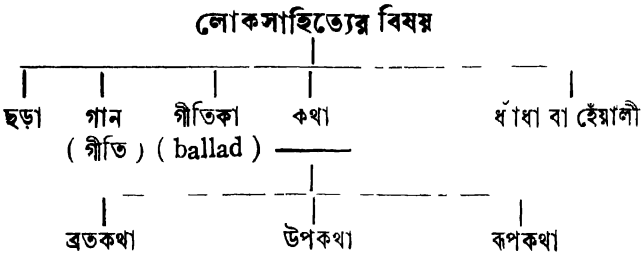 লোকসাহিত্যের বিষয়
ছড়া গান গীতিকা কথা ধাঁধা বা হেঁয়ালী
( গীতি ) ( ballad )
ব্রতকথা উপকথা রূপকথা